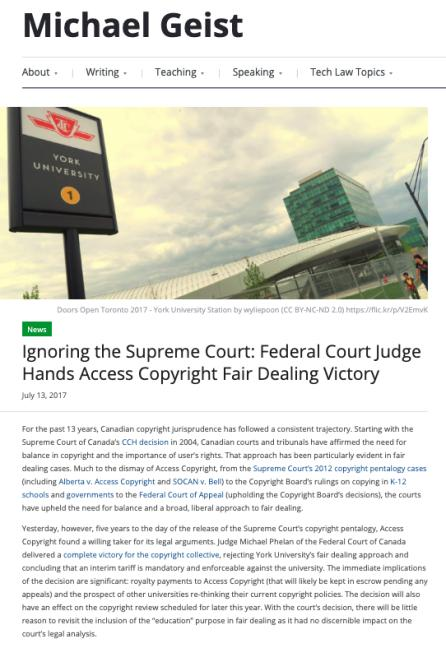 Michael Geist
About
Writing
Teaching
Speaking
Tech Law Topics
YORK
UNIVERSITY
1
Doors Open Toronto 2017 - York University Station by wyliepoon (CC BY-NC-ND 2.0) https://flic.kr/p/V2EmvK
News
Ignoring the Supreme Court: Federal Court Judge
Hands Access Copyright Fair Dealing Victory
July 13, 2017
For the past 13 years, Canadian copyright jurisprudence has followed a consistent trajectory. Starting with the
Supreme Court of Canada's CCH decision in 2004, Canadian courts and tribunals have affirmed the need for
balance in copyright and the importance of user's rights. That approach has been particularly evident in fair
dealing cases. Much to the dismay of Access Copyright, from the Supreme Court's 2012 copyright pentalogy cases
(including Alberta v. Access Copyright and SOCAN v. Bell) to the Copyright Board's rulings on copying in K-12
schools and governments to the Federal Court of Appeal (upholding the Copyright Board's decisions), the courts
have upheld the need for balance and a broad, liberal approach to fair dealing.
Yesterday, however, five years to the day of the release of the Supreme Court's copyright pentalogy, Access
Copyright found a willing taker for its legal arguments. Judge Michael Phelan of the Federal Court of Canada
delivered a complete victory for the copyright collective, rejecting York University's fair dealing approach and
concluding that an interim tariff is mandatory and enforceable against the university. The immediate implications
of the decision are significant: royalty payments to Access Copyright (that will likely be kept in escrow pending any
appeals) and the prospect of other universities re-thinking their current copyright policies. The decision will also
have an effect on the copyright review scheduled for later this year. With the court's decision, there will be little
reason to revisit the inclusion of the "education" purpose in fair dealing as it had no discernible impact on the
court's legal analysis.